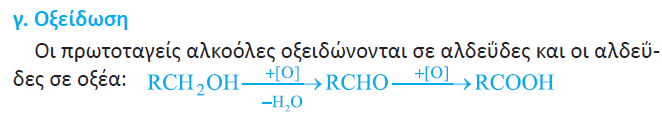 γ. Οξείδωση
Οι πρωτοταγείς αλκοόλες οξειδώνονται σε αλδεΰδες και οι αλδεΰ-
δες σε οξέα: RCH₂OH —+[O]/−H₂O→ RCHO —+[O]→ RCOOH